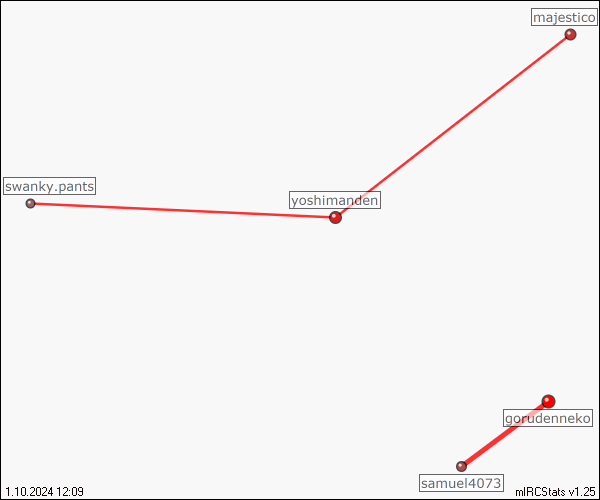 majestico
swanky.pants
yoshimanden
gorudenneko
samuel4073
1.10.2024 12:09
mIRCStats v1.25